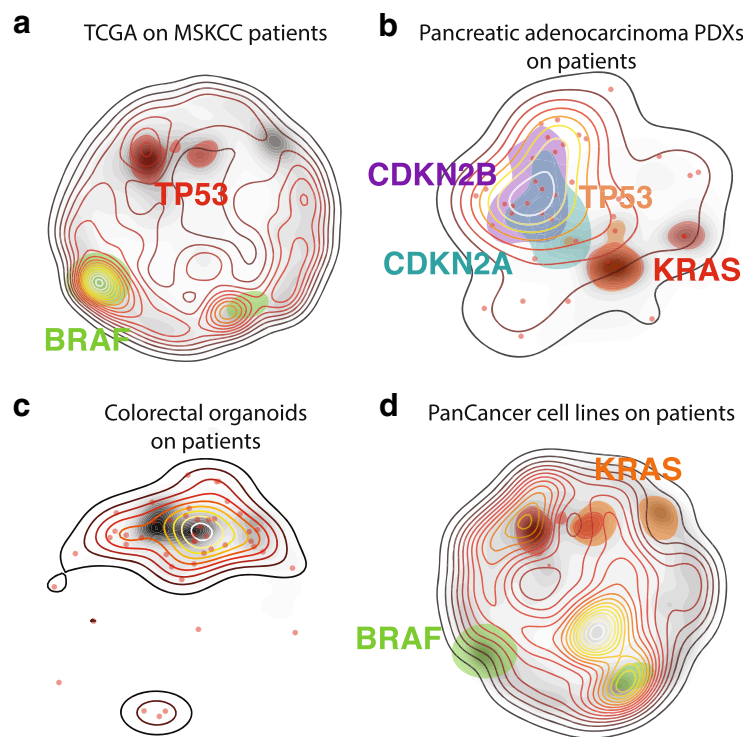 a
TCGA on MSKCC patients
TP53
BRAF
b
Pancreatic adenocarcinoma PDXs
on patients
CDKN2B
TP53
CDKN2A
KRAS
c
Colorectal organoids
on patients
d
PanCancer cell lines on patients
KRAS
BRAF